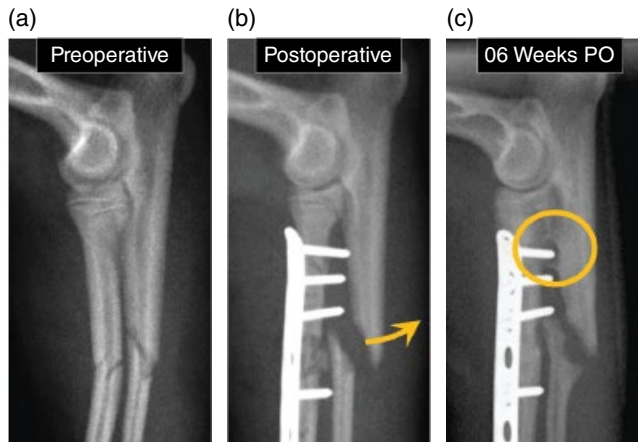 (a)
Preoperative
(b)
Postoperative
(c)
06 Weeks PO